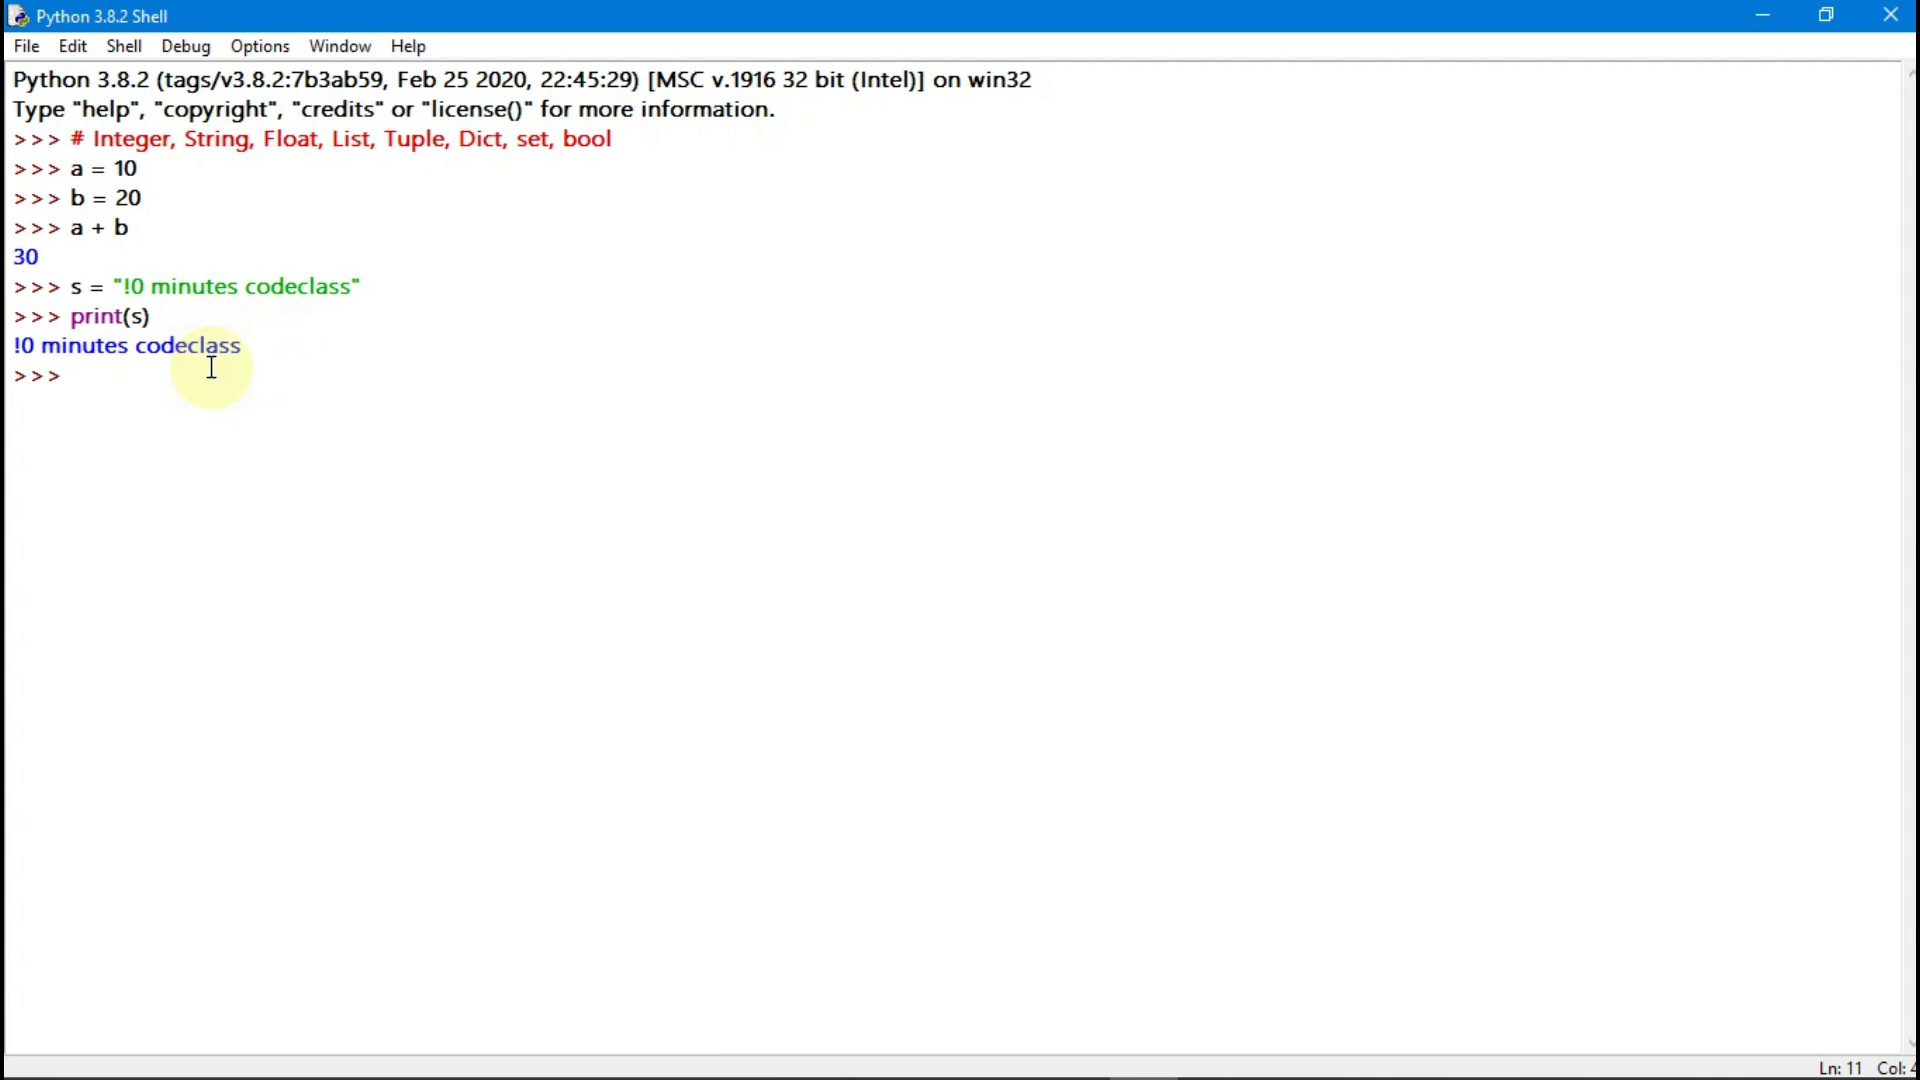 Python 3.8.2 Shell
File Edit Shell Debug Options Window Help
Python 3.8.2 (tags/v3.8.2:7b3ab59, Feb 25 2020, 22:45:29) [MSC v.1916 32 bit (Intel)] on win32
Type "help", "copyright", "credits" or "license()" for more information.
>>> # Integer, String, Float, List, Tuple, Dict, set, bool
>>> a = 10
>>> b = 20
>>> a + b
30
>>> s = "!0 minutes codeclass"
>>> print(s)
!0 minutes codeclass
>>>
Ln: 11 Col: 4